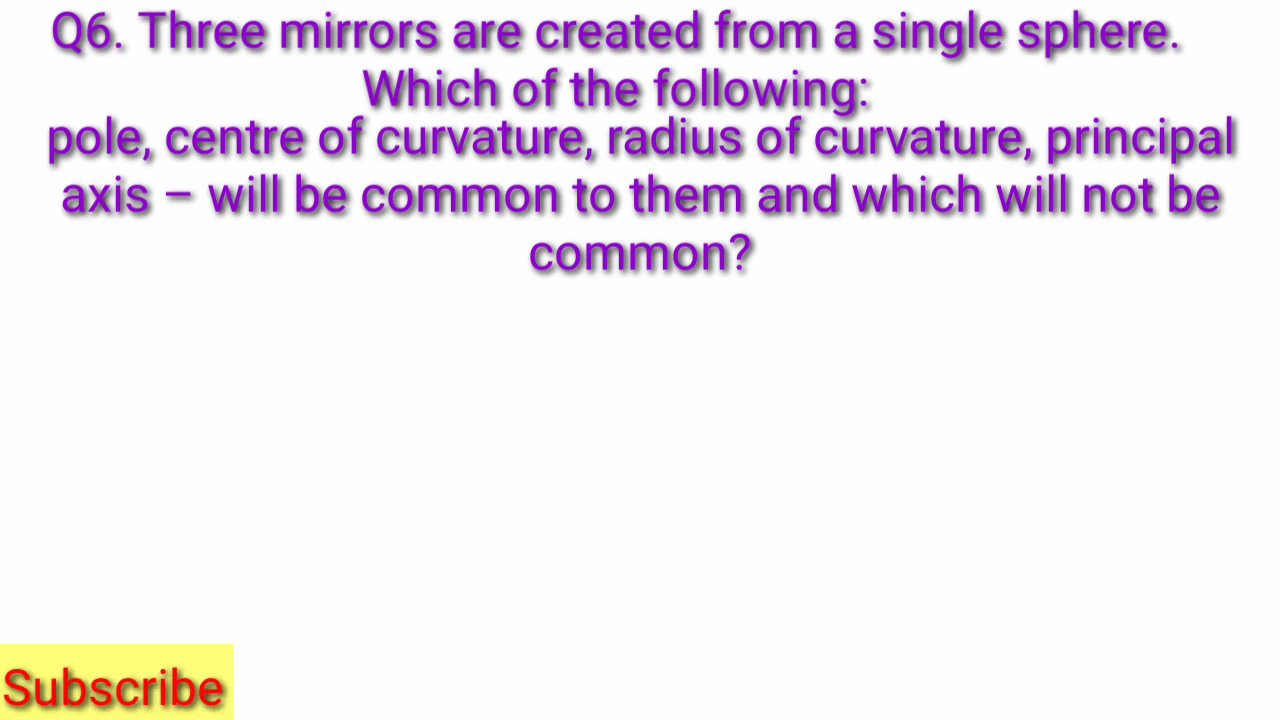 Q6. Three mirrors are created from a single sphere.
Which of the following:
pole, centre of curvature, radius of curvature, principal
axis – will be common to them and which will not be
common?
Subscribe